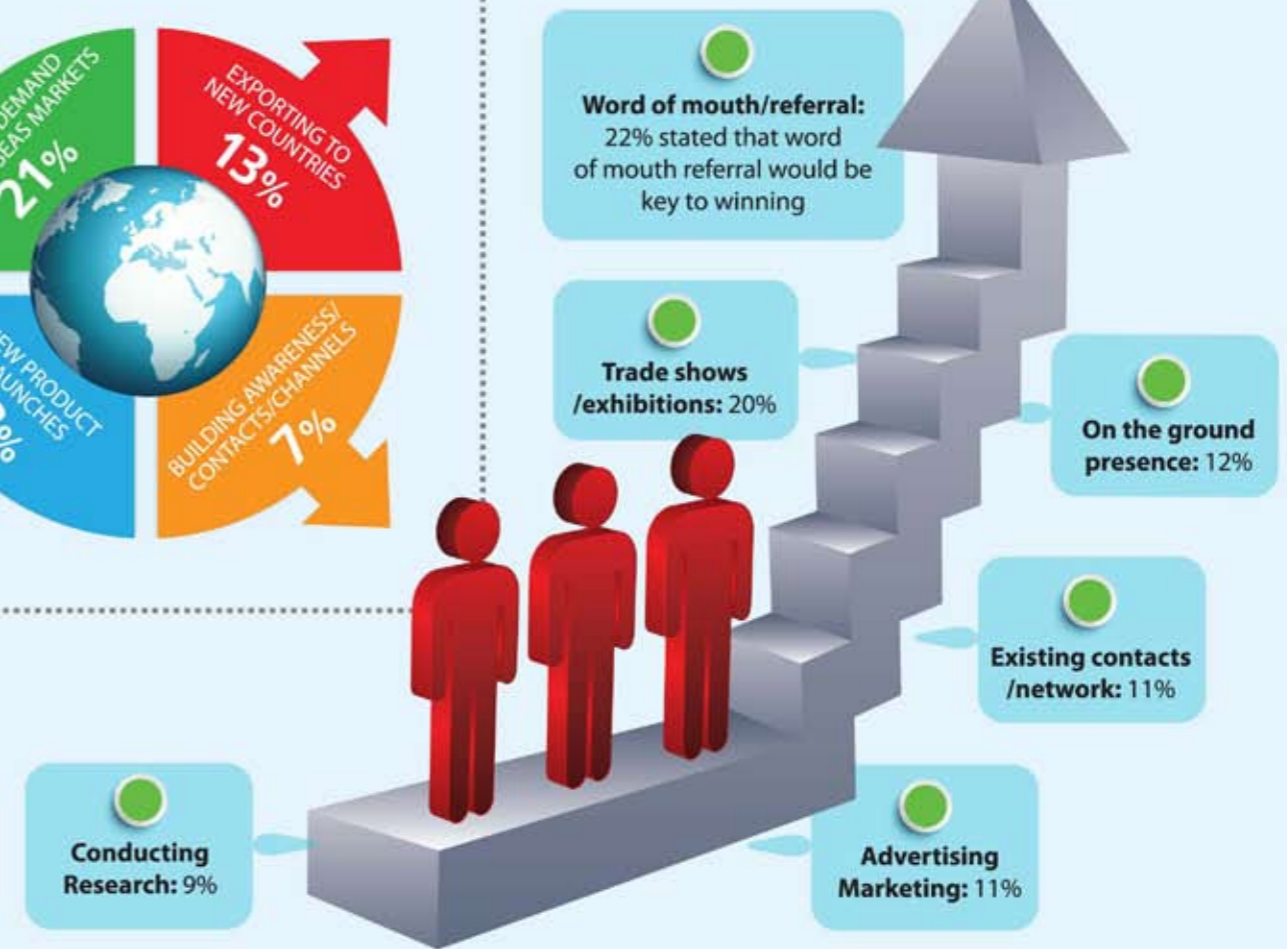 DEMAND
21%
EXPORTING TO
NEW COUNTRIES
13%
PRODUCT
BUILDING AWARENESS/
CONTACTS/CHANNELS
7%
Word of mouth/referral:
22% stated that word
of mouth referral would be
key to winning
Trade shows
/exhibitions: 20%
On the ground
presence: 12%
Existing contacts
/network: 11%
Conducting
Research: 9%
Advertising
Marketing: 11%